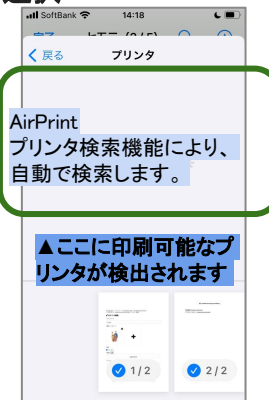 選択
SoftBank 14:18
戻る プリンタ
AirPrint
プリンタ検索機能により、
自動で検索します。
▲ここに印刷可能なプ
リンタが検出されます
1/2
2/2